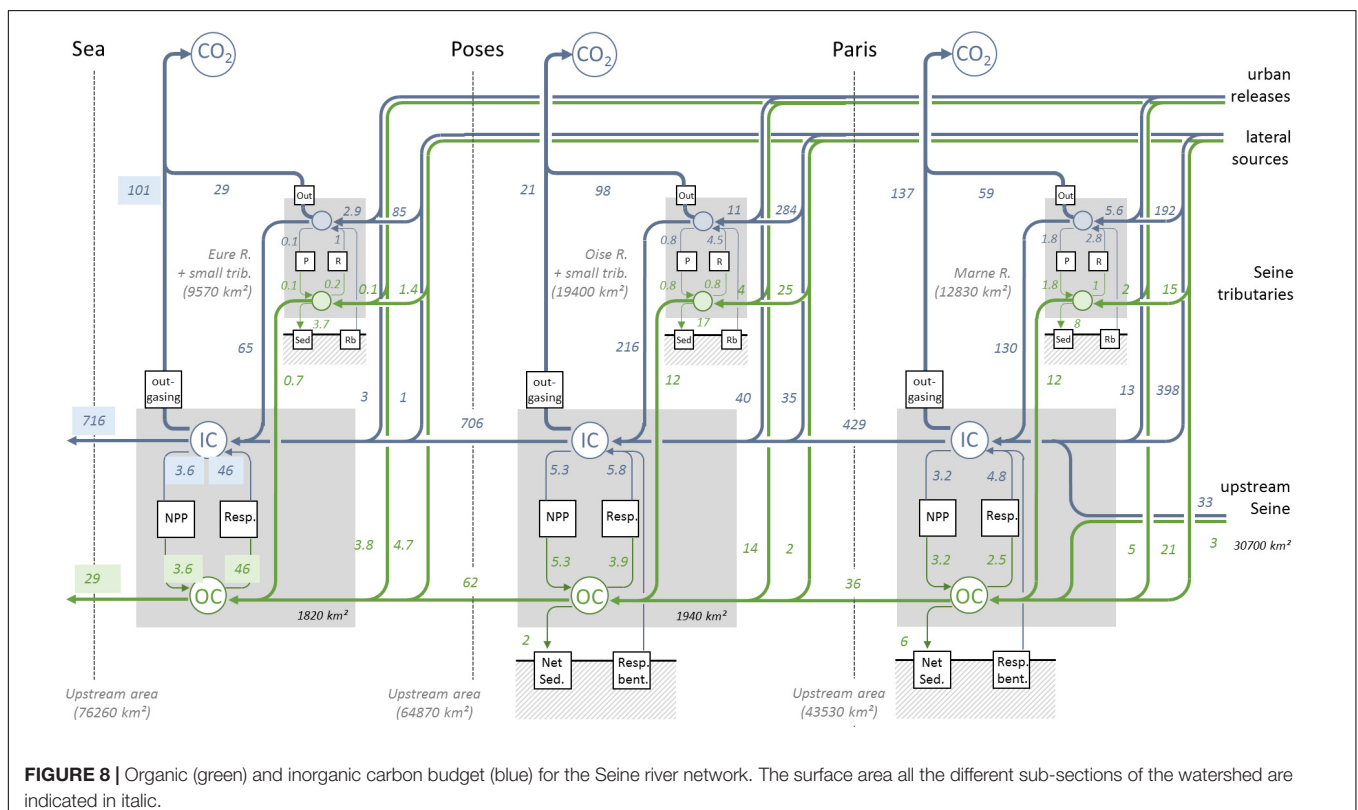 Sea
Poses
Paris
CO2
CO2
CO2
urban
releases
lateral
sources
101
29
Out
21
98
Out
137
59
Out
2.9
85
11
284
5.6
192
Eure R.
+ small trib.
(9570 km²)
0.1
1
P
R
0.1
0.2
0.1
1.4
3.7
Sed
Rb
Oise R.
+ small trib.
(19400 km²)
0.8
4.5
P
R
0.8
0.8
4
25
17
Sed
Rb
Marne R.
(12830 km²)
1.8
2.8
P
R
1.8
1
2
15
8
Sed
Rb
Seine
tributaries
65
0.7
216
12
130
12
out-
gasing
3
1
out-
gasing
40
35
out-
gasing
13
398
716
IC
706
IC
429
IC
3.6
46
5.3
5.8
3.2
4.8
NPP
Resp.
NPP
Resp.
NPP
Resp.
upstream
Seine
33
3.6
46
3.8
4.7
5.3
3.9
14
2
3.2
2.5
5
21
3
30700 km²
29
OC
62
OC
36
OC
1820 km²
1940 km²
2
Net
Sed.
Resp.
bent.
6
Net
Sed.
Resp.
bent.
Upstream area
(76260 km²)
Upstream area
(64870 km²)
Upstream area
(43530 km²)
FIGURE 8 | Organic (green) and inorganic carbon budget (blue) for the Seine river network. The surface area all the different sub-sections of the watershed are
indicated in italic.